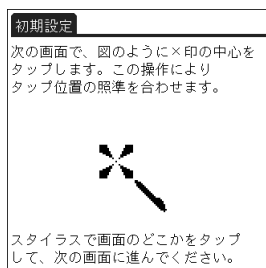 初期設定
次の画面で、図のように×印の中心を
タップします。この操作により
タップ位置の照準を合わせます。
スタイラスで画面のどこかをタップ
して、次の画面に進んでください。